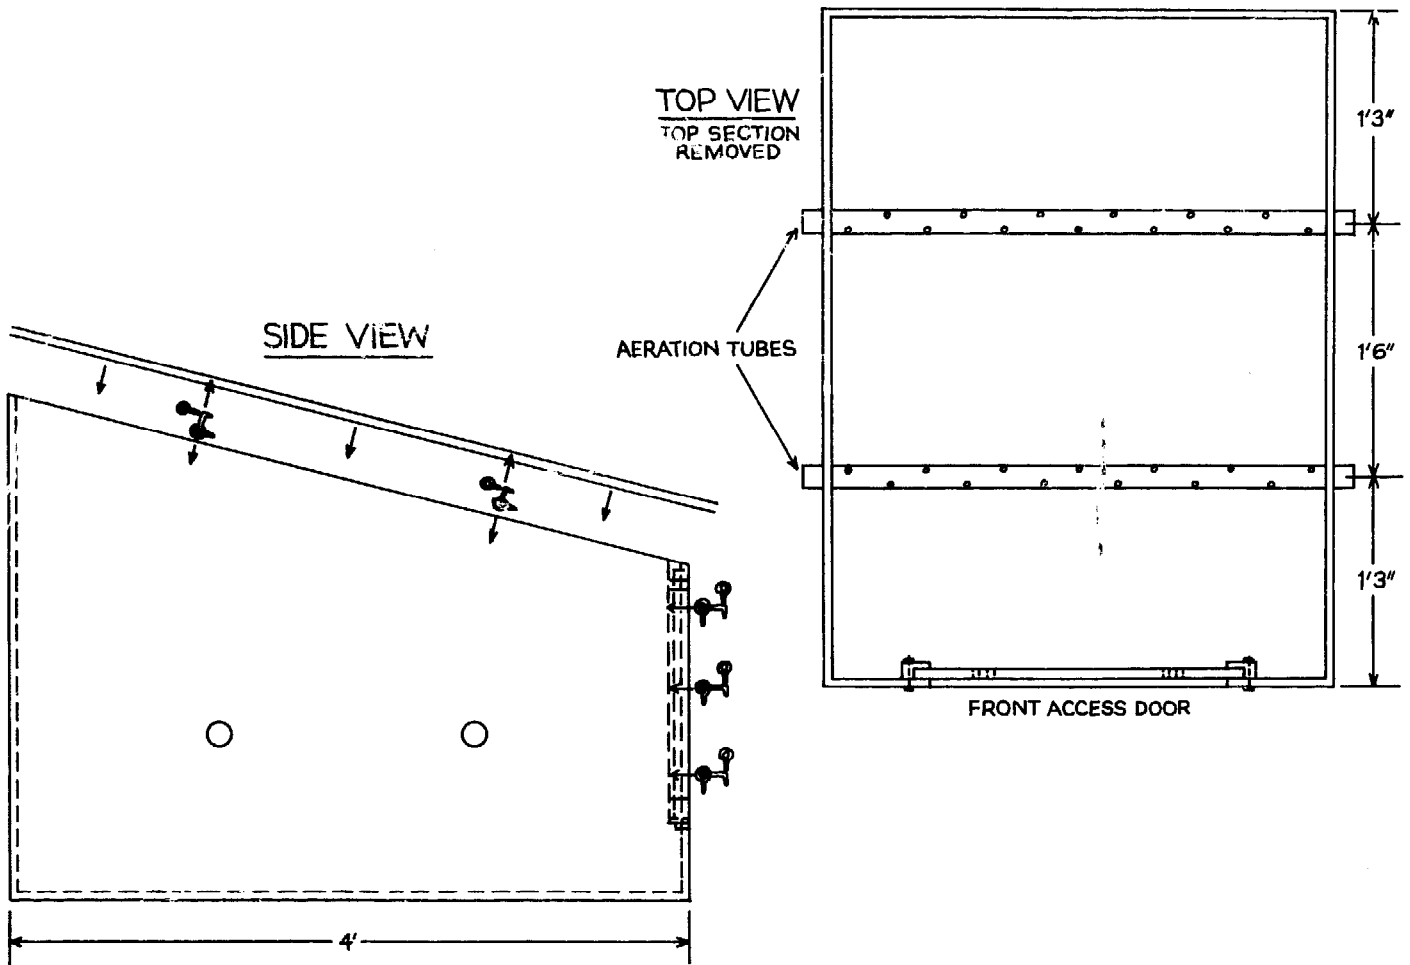 TOP VIEW
TOP SECTION
REMOVED
1'3"
SIDE VIEW
AERATION TUBES
1'6"
1'3"
FRONT ACCESS DOOR
4'